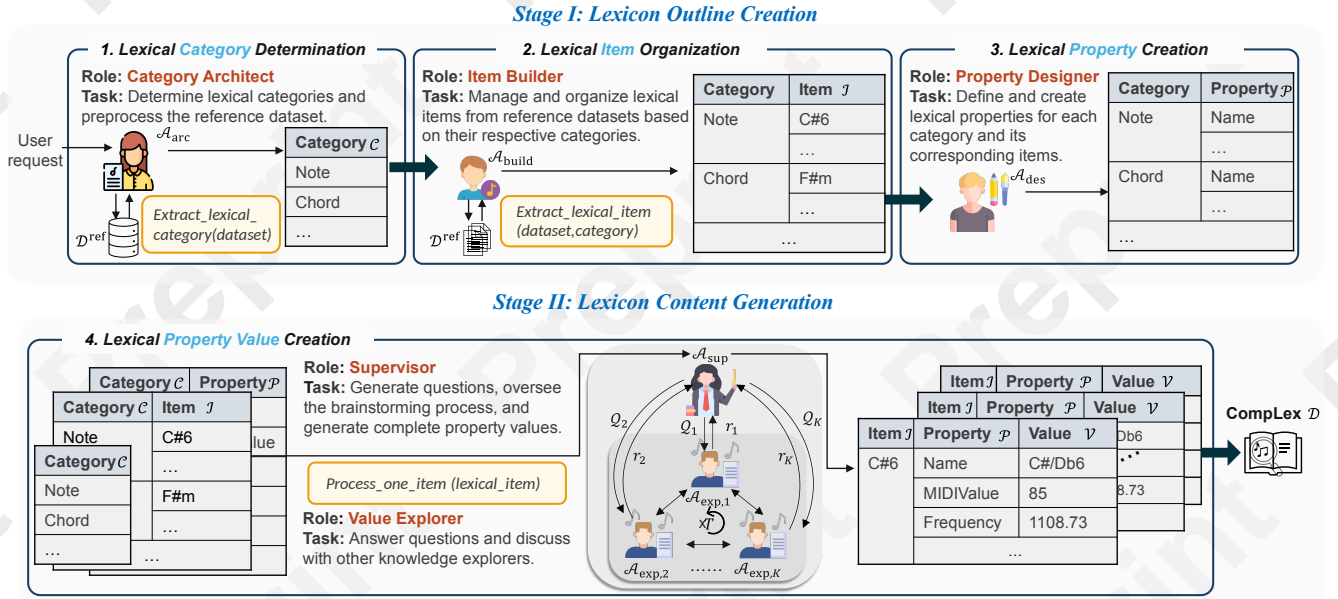 Stage I: Lexicon Outline Creation
1. Lexical Category Determination
Role: Category Architect
Task: Determine lexical categories and
preprocess the reference dataset.
User
request
𝒜arc
𝒟ref
Extract_lexical_
category(dataset)
Category 𝒞
Note
Chord
...
2. Lexical Item Organization
Role: Item Builder
Task: Manage and organize lexical
items from reference datasets based
on their respective categories.
𝒜build
𝒟ref
Extract_lexical_item
(dataset,category)
Category Item ℐ
Note C#6
...
Chord F#m
...
...
3. Lexical Property Creation
Role: Property Designer
Task: Define and create
lexical properties for each
category and its
corresponding items.
𝒜des
Category Property 𝒫
Note Name
...
Chord Name
...
...
Stage II: Lexicon Content Generation
4. Lexical Property Value Creation
Category 𝒞 Property 𝒫
Category 𝒞 Item ℐ
Note C#6
...
F#m
...
...
Category 𝒞
Note
Chord
...
Role: Supervisor
Task: Generate questions, oversee
the brainstorming process, and
generate complete property values.
Process_one_item (lexical_item)
Role: Value Explorer
Task: Answer questions and discuss
with other knowledge explorers.
𝒜sup
𝒬2 𝒬1 r1 𝒬K
r2 rK
𝒜exp,1
×T
𝒜exp,2 ...... 𝒜exp,K
Item ℐ Property 𝒫 Value 𝒱
Item ℐ Property 𝒫 Value 𝒱
Item ℐ Property 𝒫 Value 𝒱
C#6 Name C#/Db6
MIDIValue 85
Frequency 1108.73
...
CompLex 𝒟
Preprint